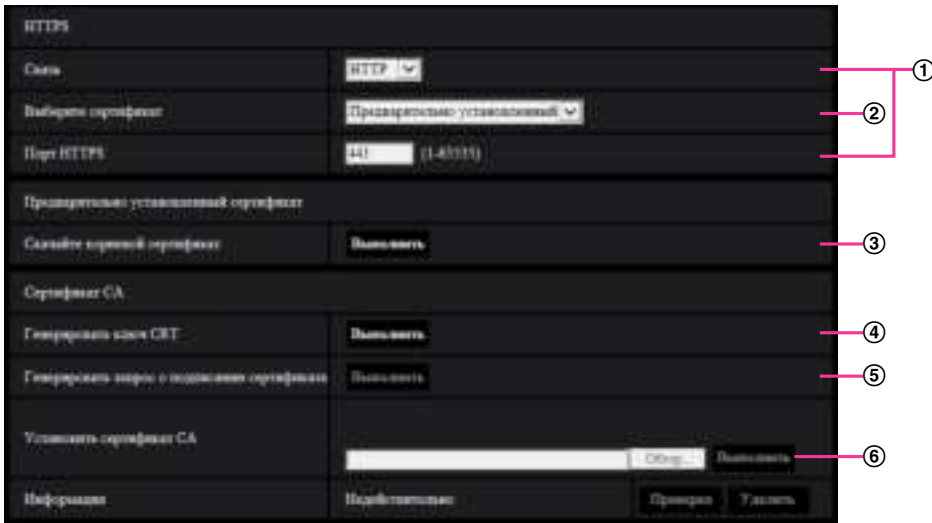 HTTPS
Связь HTTP ①
Выберите сертификат Предварительно установленный ②
Порт HTTPS 443 (1-65535)
Предварительно установленный сертификат
Скачайте корневой сертификат Выполнить ③
Сертификат CA
Генерировать ключ CRT Выполнить ④
Генерировать запрос о подписании сертификата Выполнить ⑤
Установить сертификат CA
Обзор... Выполнить ⑥
Информация Недействительно Проверка Удалить